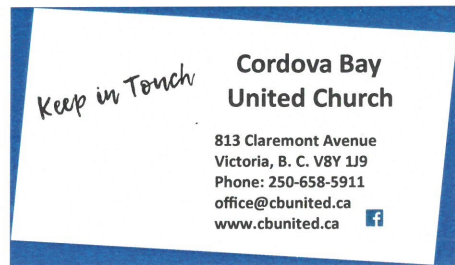 Keep in Touch
Cordova Bay
United Church
813 Claremont Avenue
Victoria, B. C. V8Y 1J9
Phone: 250-658-5911
office@cbunited.ca
www.cbunited.ca
f